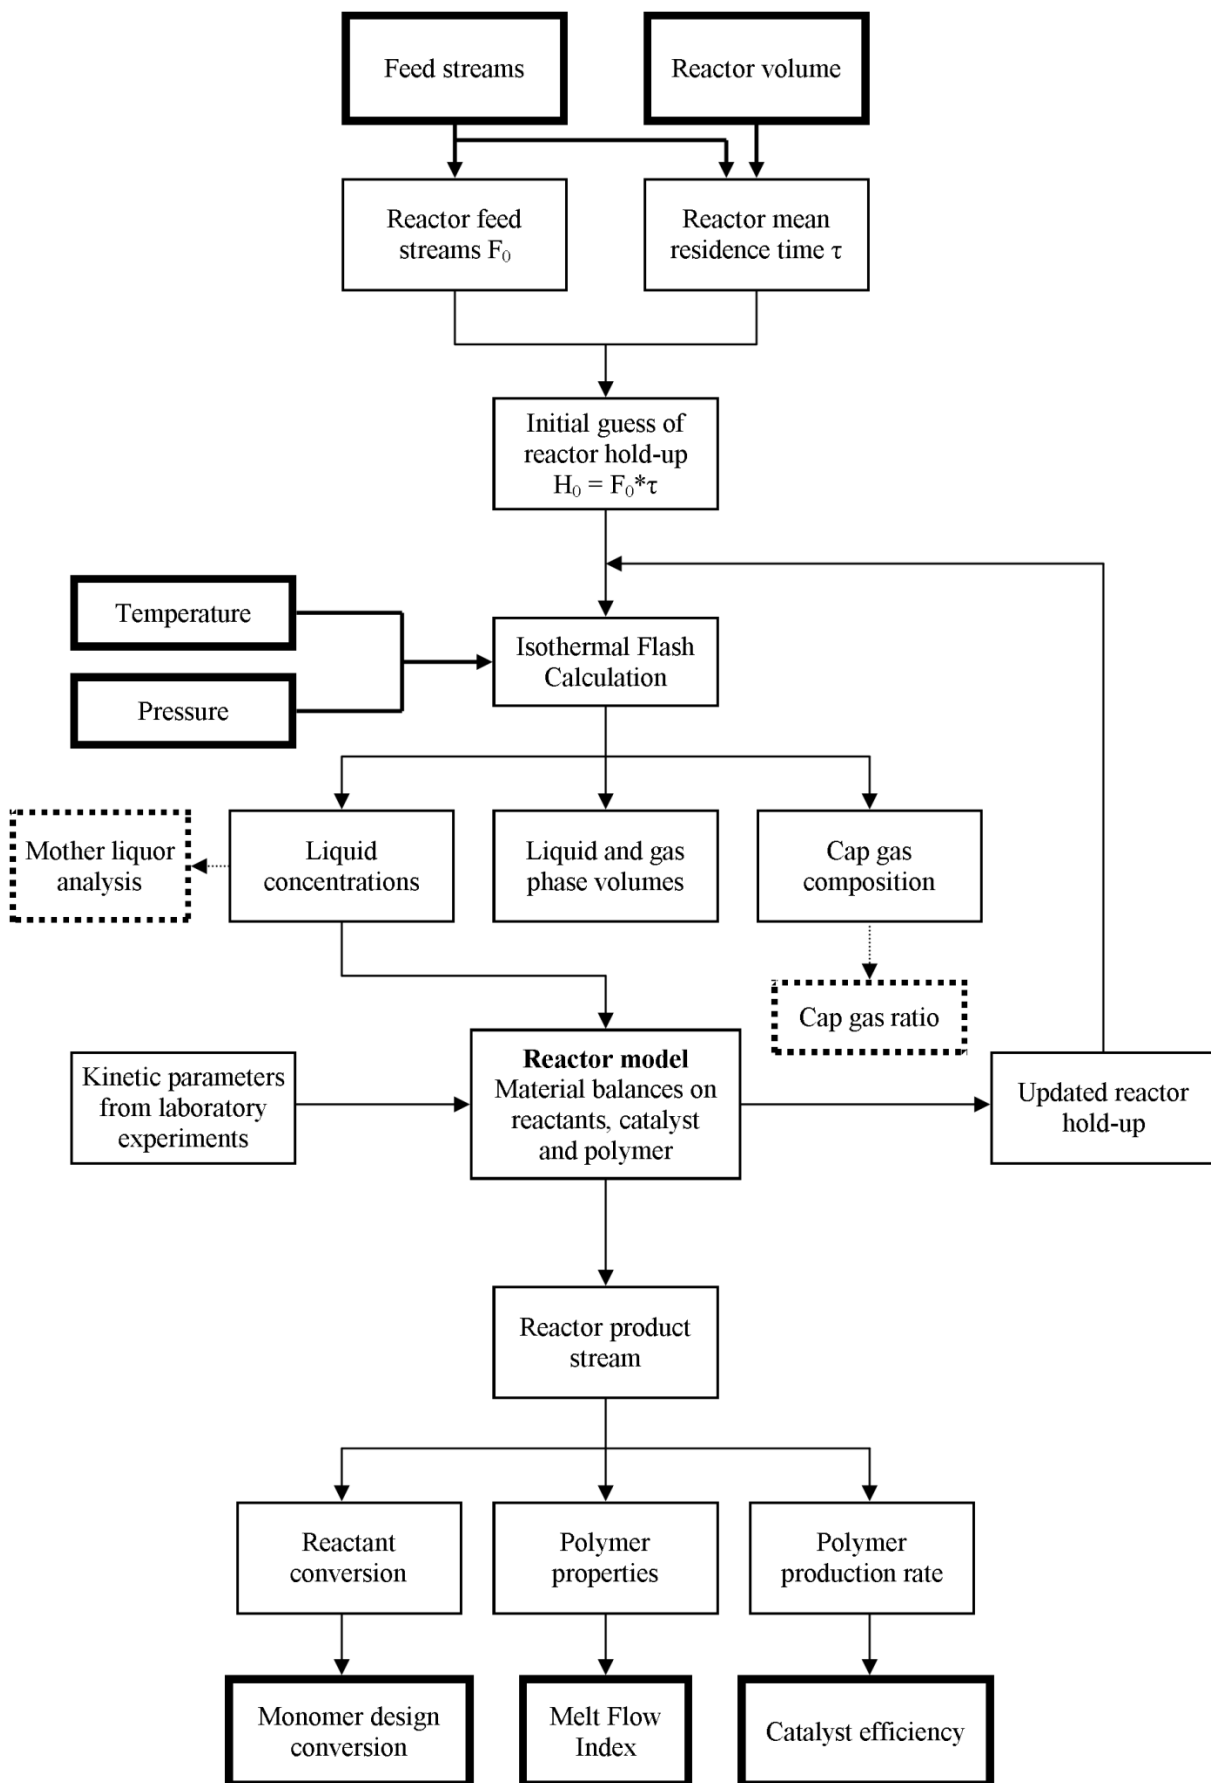 Feed streams
Reactor volume
Reactor feed
streams F₀
Reactor mean
residence time τ
Initial guess of
reactor hold-up
H₀ = F₀*τ
Temperature
Pressure
Isothermal Flash
Calculation
Mother liquor
analysis
Liquid
concentrations
Liquid and gas
phase volumes
Cap gas
composition
Cap gas ratio
Kinetic parameters
from laboratory
experiments
Reactor model
Material balances on
reactants, catalyst
and polymer
Updated reactor
hold-up
Reactor product
stream
Reactant
conversion
Polymer
properties
Polymer
production rate
Monomer design
conversion
Melt Flow
Index
Catalyst efficiency